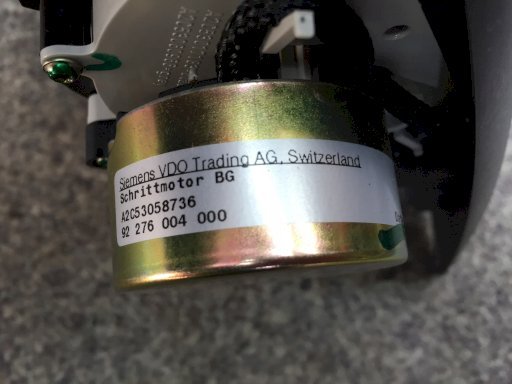 Siemens VDO Trading AG, Switzerland
Schrittmotor BG
A2C53058736
92 276 004 000